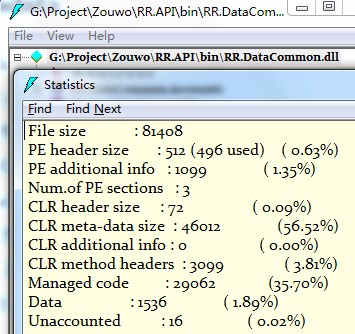 G:\Project\Zouwo\RR.API\bin\RR.DataCom...
File View Help
G:\Project\Zouwo\RR.API\bin\RR.DataCommon.dll
Statistics
Find Find Next
File size : 81408
PE header size : 512 (496 used) ( 0.63%)
PE additional info : 1099 ( 1.35%)
Num.of PE sections : 3
CLR header size : 72 ( 0.09%)
CLR meta-data size : 46012 (56.52%)
CLR additional info : 0 ( 0.00%)
CLR method headers : 3099 ( 3.81%)
Managed code : 29062 (35.70%)
Data : 1536 ( 1.89%)
Unaccounted : 16 ( 0.02%)